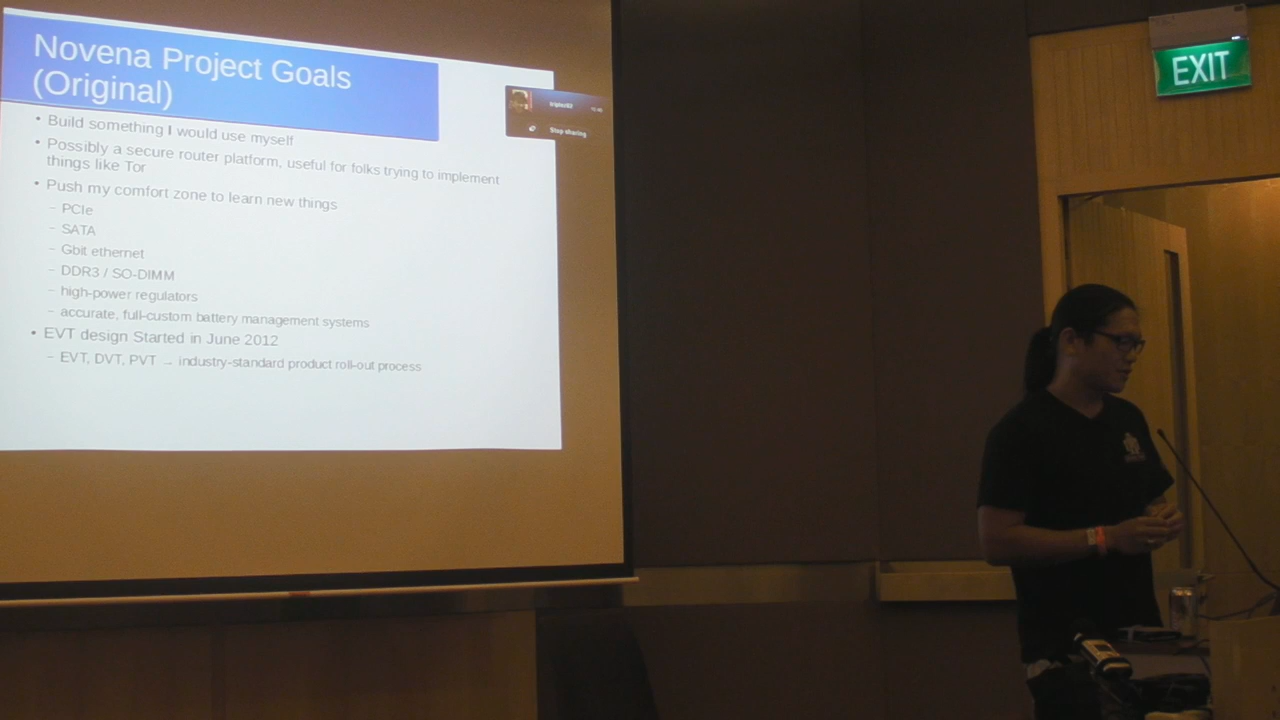 Novena Project Goals
(Original)
• Build something I would use myself
• Possibly a secure router platform, useful for folks trying to implement
things like Tor
• Push my comfort zone to learn new things
– PCIe
– SATA
– Gbit ethernet
– DDR3 / SO-DIMM
– high-power regulators
– accurate, full-custom battery management systems
• EVT design Started in June 2012
– EVT, DVT, PVT → industry-standard product roll-out process
Stop sharing
EXIT